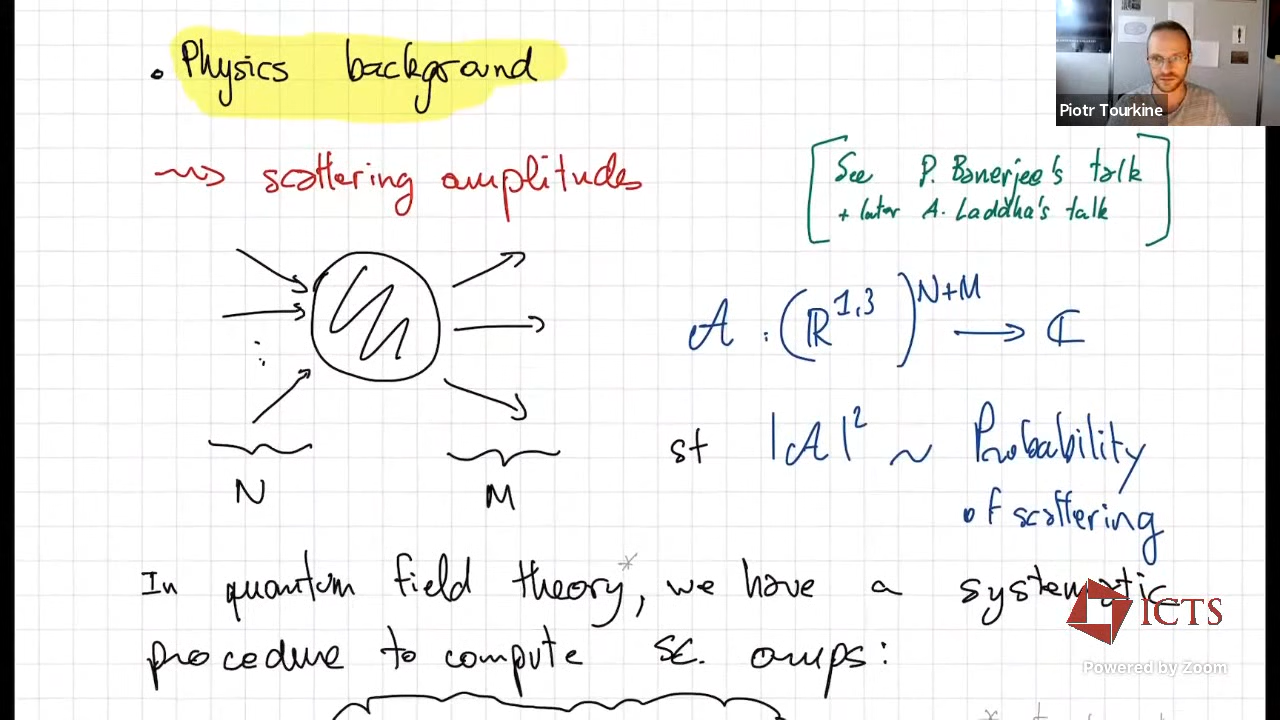 • Physics background
Piotr Tourkine
⇝ scattering amplitudes
[See P. Banerjee's talk
+ later A. Laddha's talk]
𝒜 : (ℝ^{1,3})^{N+M} ⟶ ℂ
⋮
st |𝒜|² ~ Probability
of scattering
N
M
In quantum field theory*, we have a systematic
procedure to compute sc. amps:
ICTS
Powered by Zoom
*